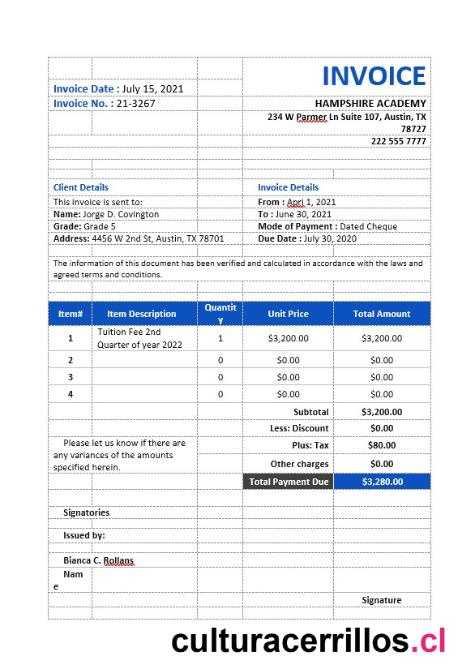 INVOICE
Invoice Date : July 15, 2021
Invoice No. : 21-3267
HAMPSHIRE ACADEMY
234 W Parmer Ln Suite 107, Austin, TX
78727
222 555 7777
Client Details
Invoice Details
This invoice is sent to:
From : Apri 1, 2021
Name: Jorge D. Covington
To : June 30, 2021
Grade: Grade 5
Mode of Payment : Dated Cheque
Address: 4456 W 2nd St, Austin, TX 78701
Due Date : July 30, 2020
The information of this document has been verified and calculated in accordance with the laws and
agreed terms and conditions.
Item# Item Description Quantit
y Unit Price Total Amount
1 Tuition Fee 2nd
Quarter of year 2022 1 $3,200.00 $3,200.00
2 0 $0.00 $0.00
3 0 $0.00 $0.00
4 0 $0.00 $0.00
Subtotal $3,200.00
Less: Discount $0.00
Please let us know if there are
any variances of the amounts
specified herein.
Plus: Tax $80.00
Other charges $0.00
Total Payment Due $3,280.00
Signatories
Issued by:
Bianca C. Rollans
Nam
e
Signature
culturacerrillos.cl